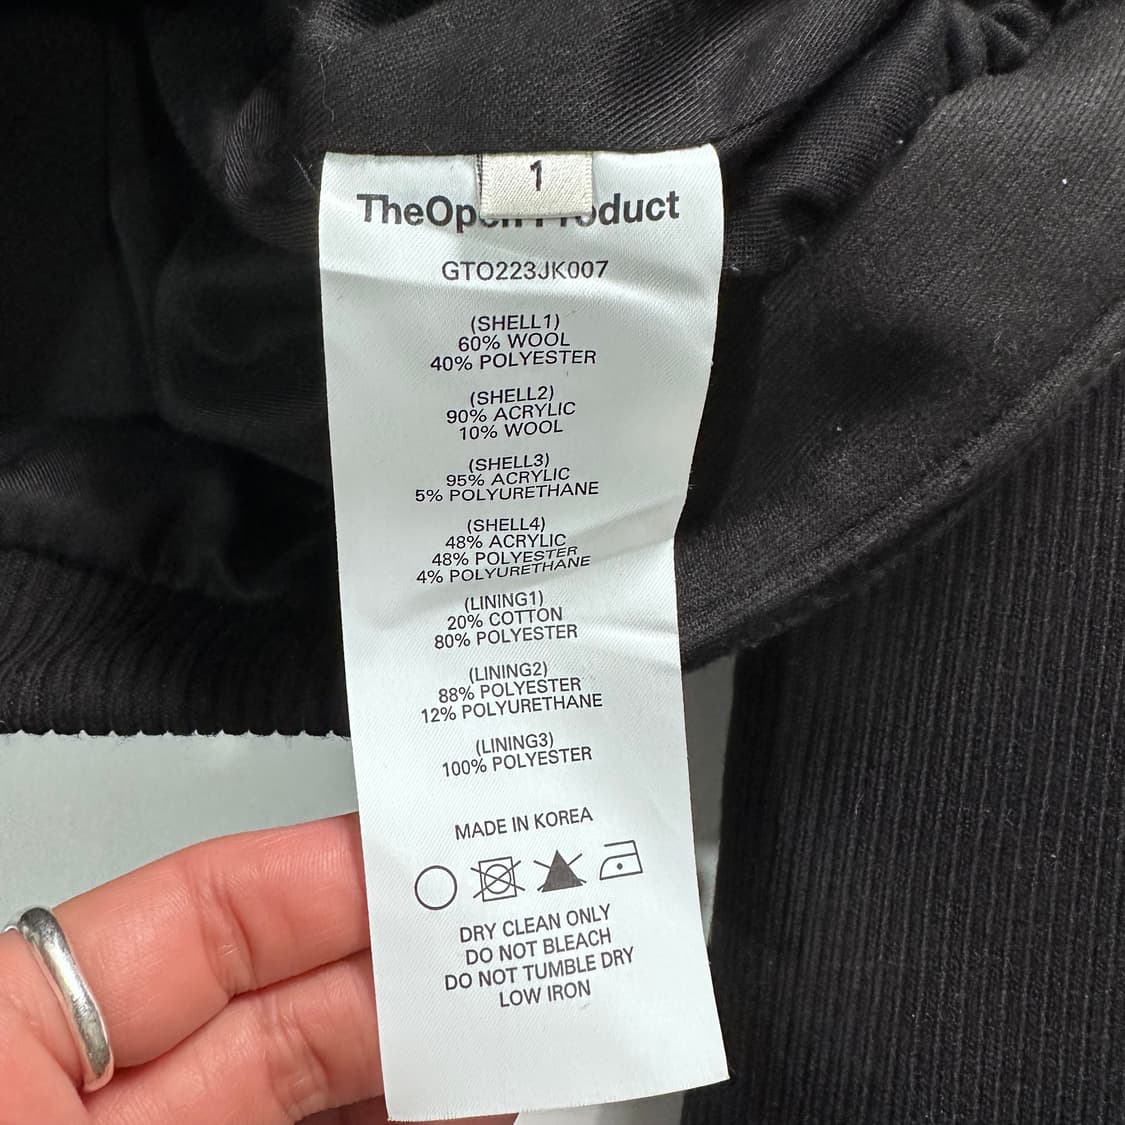 1
TheOpen Product
GTO223JK007
(SHELL1)
60% WOOL
40% POLYESTER
(SHELL2)
90% ACRYLIC
10% WOOL
(SHELL3)
95% ACRYLIC
5% POLYURETHANE
(SHELL4)
48% ACRYLIC
48% POLYESTER
4% POLYURETHANE
(LINING1)
20% COTTON
80% POLYESTER
(LINING2)
88% POLYESTER
12% POLYURETHANE
(LINING3)
100% POLYESTER
MADE IN KOREA
DRY CLEAN ONLY
DO NOT BLEACH
DO NOT TUMBLE DRY
LOW IRON